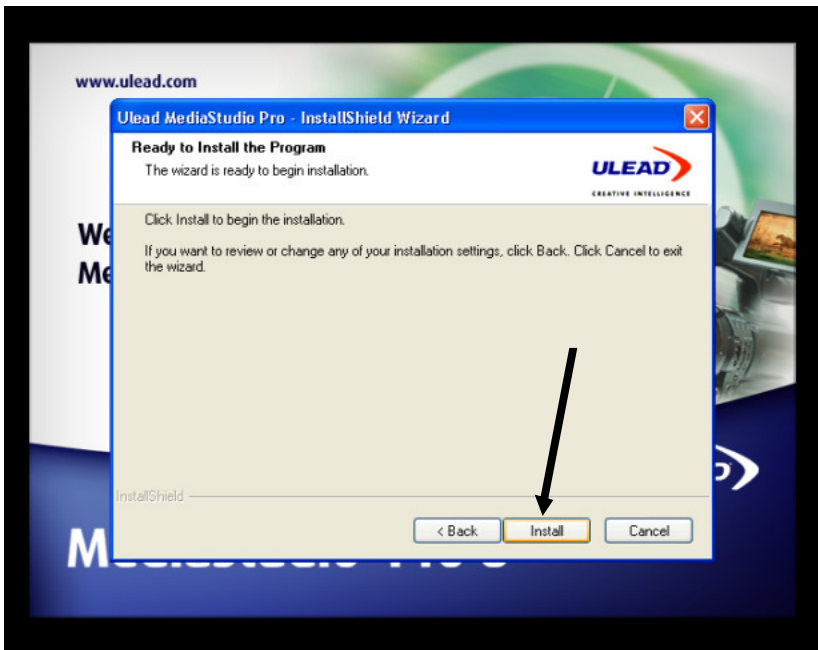 www.ulead.com
Ulead MediaStudio Pro - InstallShield Wizard
Ready to Install the Program
The wizard is ready to begin installation.
ULEAD
CREATIVE INTELLIGENCE
Click Install to begin the installation.
If you want to review or change any of your installation settings, click Back. Click Cancel to exit
the wizard.
We
Me
InstallShield
< Back Install Cancel